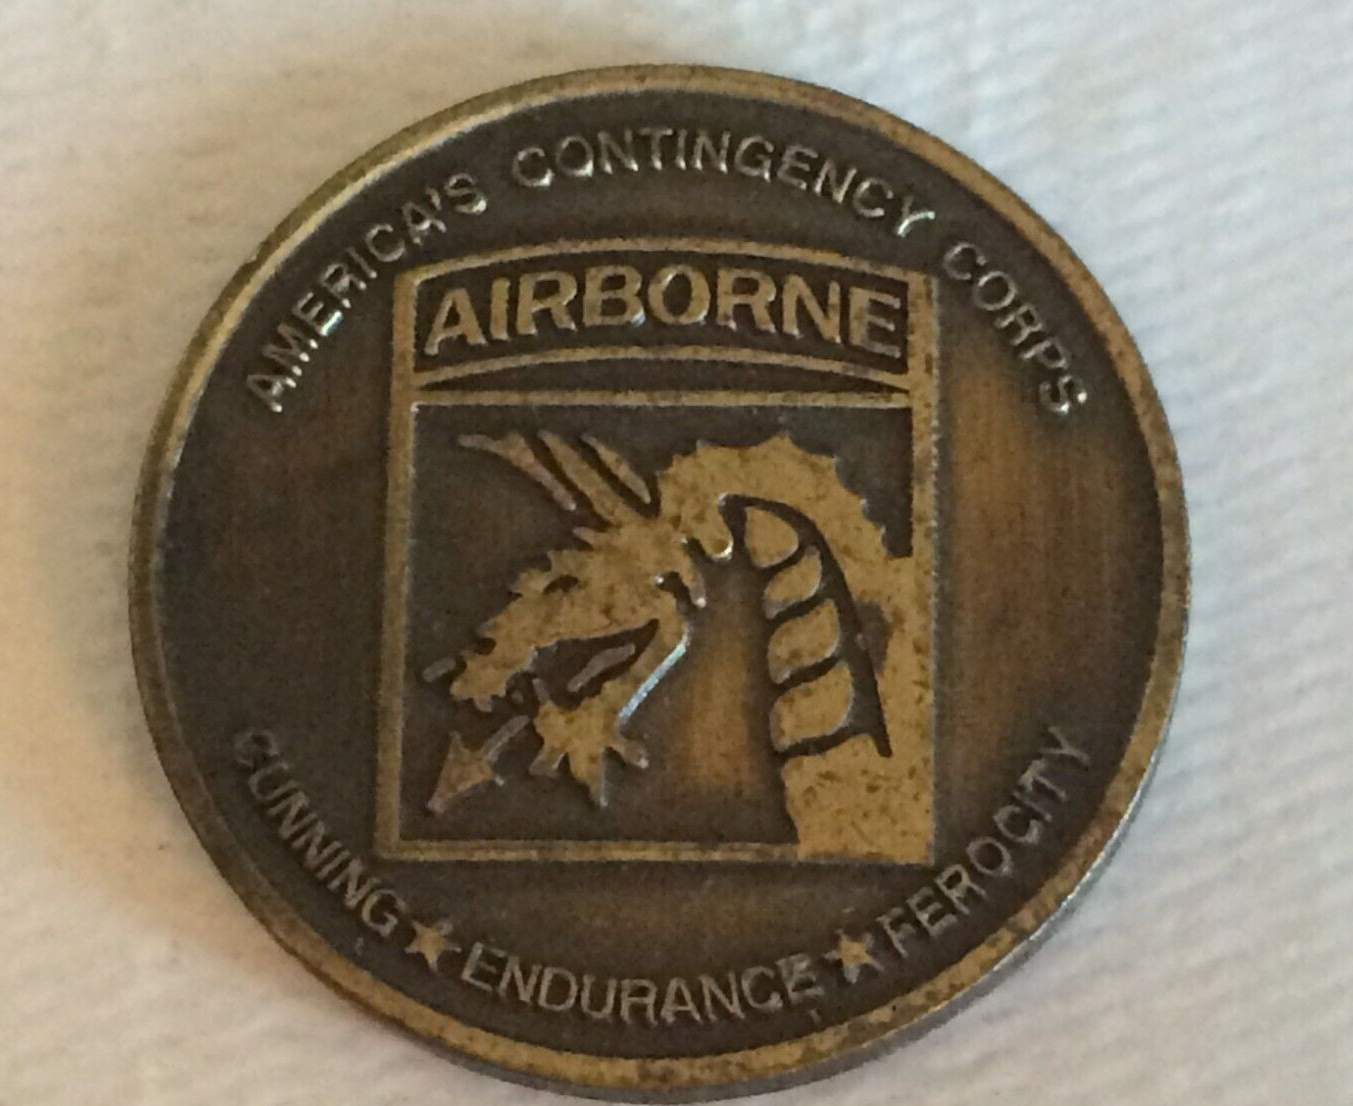 AMERICA'S CONTINGENCY CORPS
AIRBORNE
CUNNING ★ ENDURANCE ★ FEROCITY